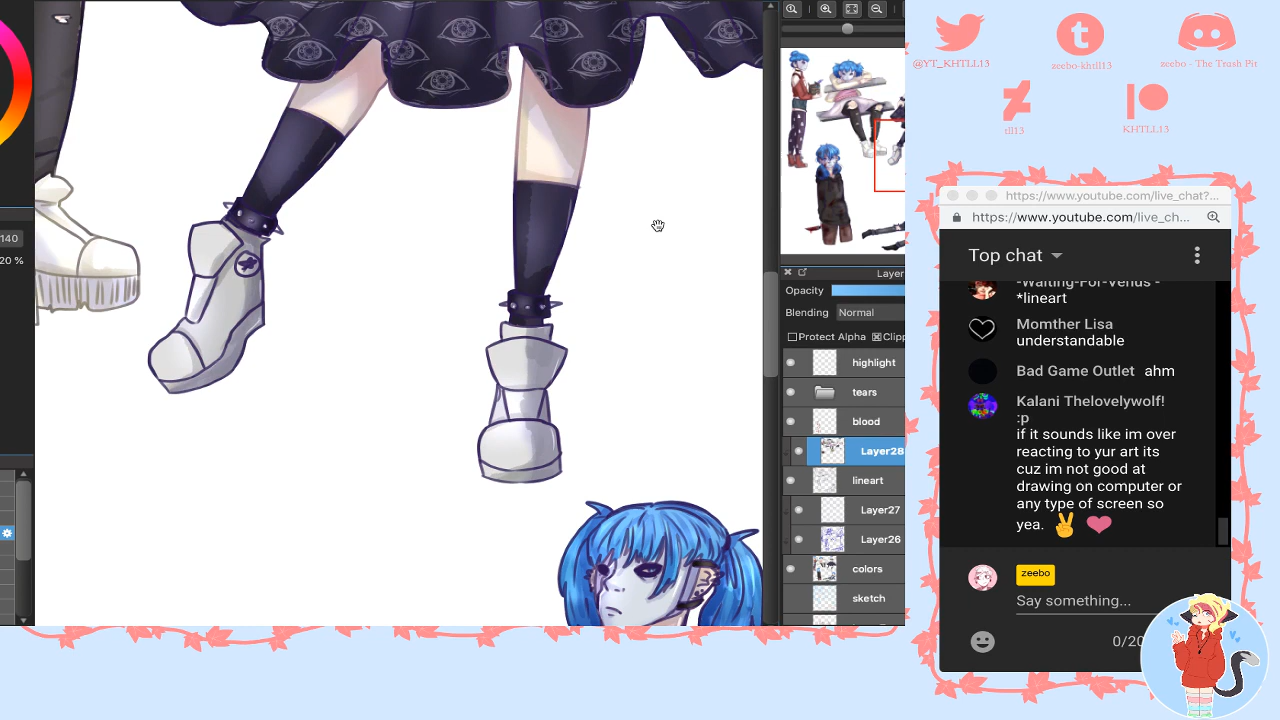 @YT_KHTLL13
zeebo-khtll13
zeebo - The Trash Pit
tll13
KHTLL13
140
20 %
Layer
Opacity
Blending Normal
Protect Alpha Clipp
highlight
tears
blood
Layer28
lineart
Layer27
Layer26
colors
sketch
https://www.youtube.com/live_chat?...
https://www.youtube.com/live_ch...
Top chat
-Waiting-For-Venus -
*lineart
Momther Lisa
understandable
Bad Game Outlet ahm
Kalani Thelovelywolf!
:p
if it sounds like im over
reacting to yur art its
cuz im not good at
drawing on computer or
any type of screen so
yea. ✌️ ❤
zeebo
Say something...
0/20